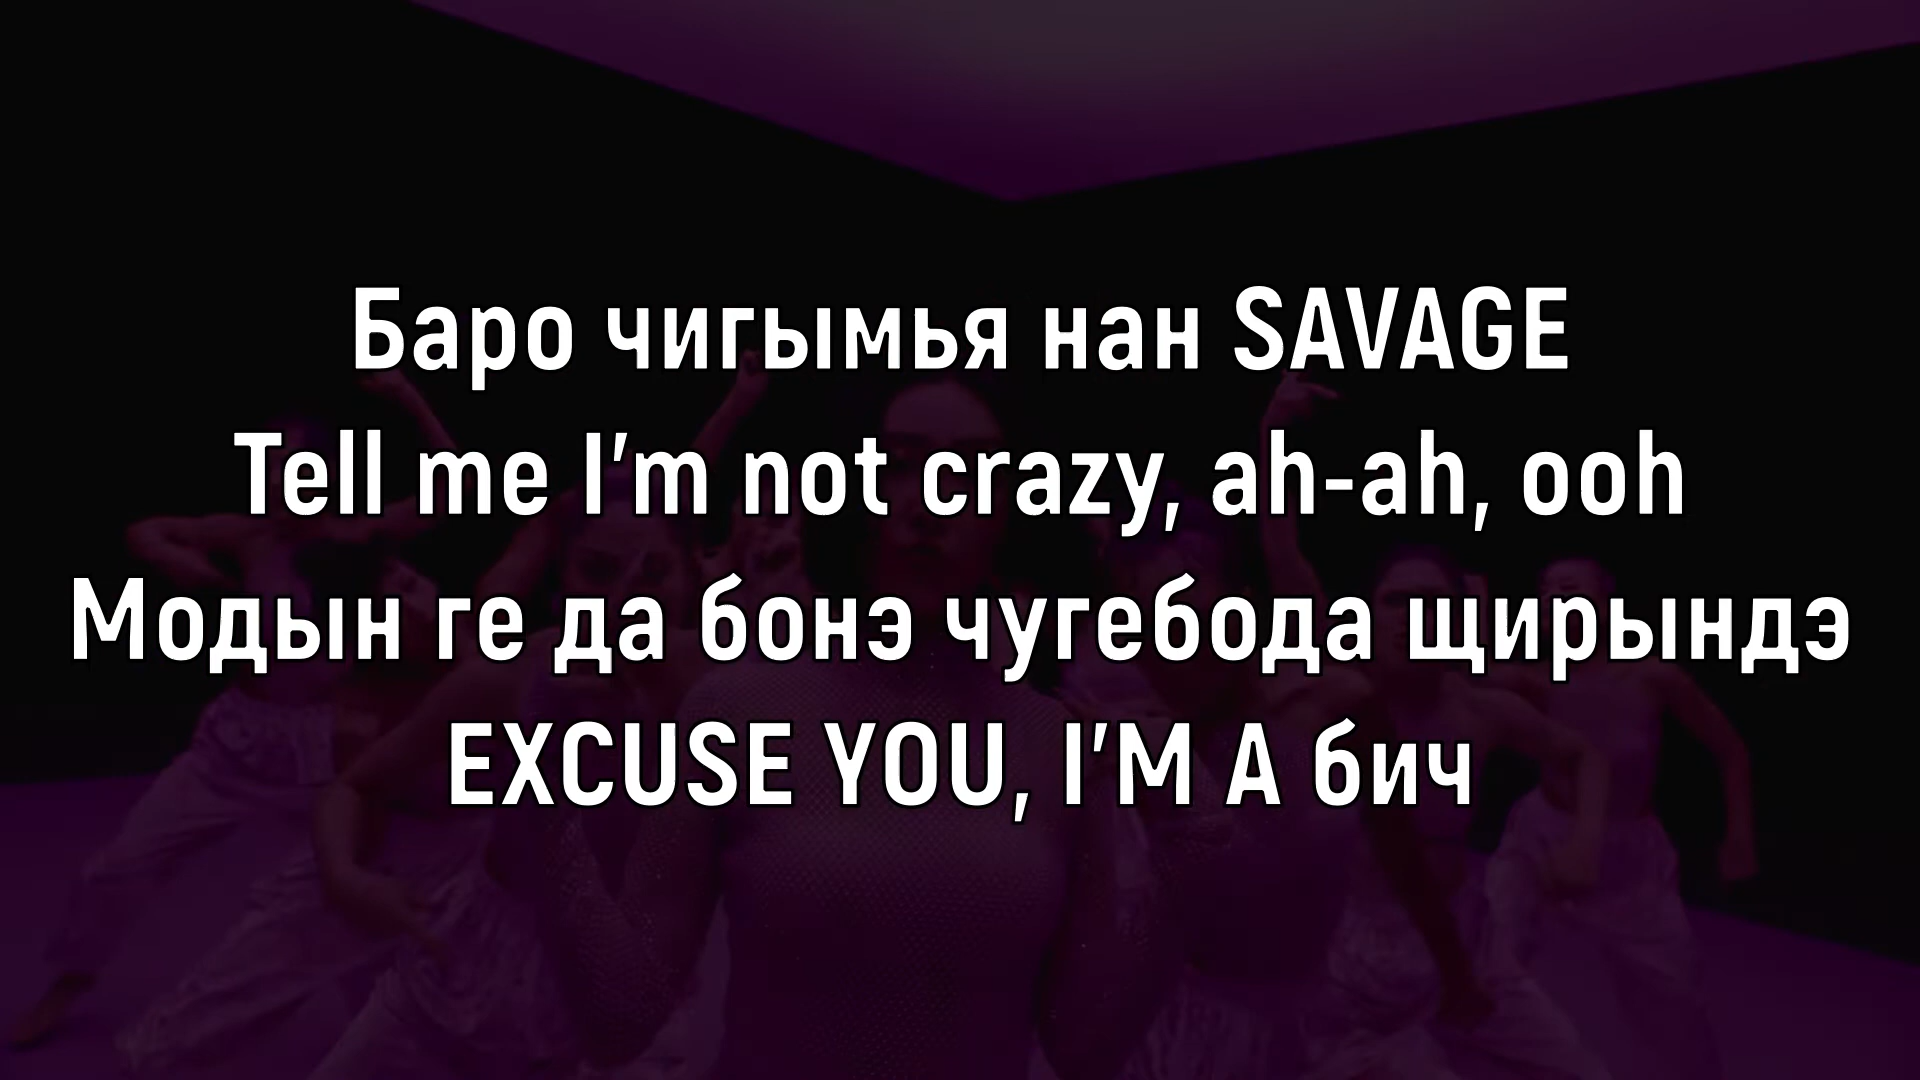 Баро чигымья нан SAVAGE
Tell me I'm not crazy, ah-ah, ooh
Модын ге да бонэ чугебода щирындэ
EXCUSE YOU, I'M A бич